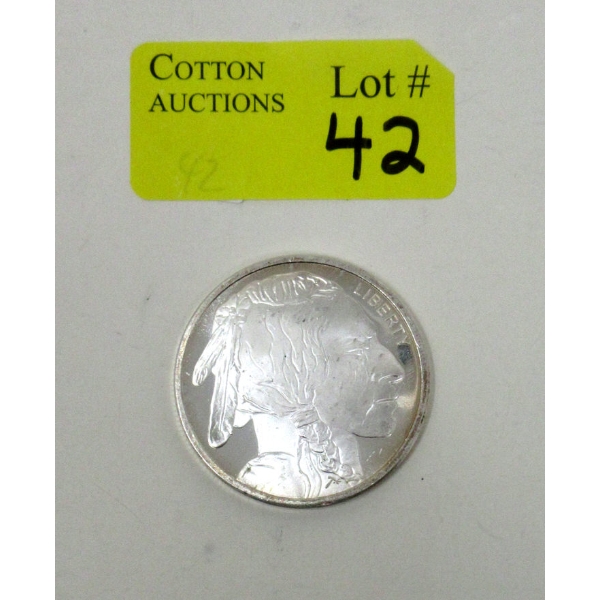 COTTON
AUCTIONS
Lot #
42
42
LIBERTY